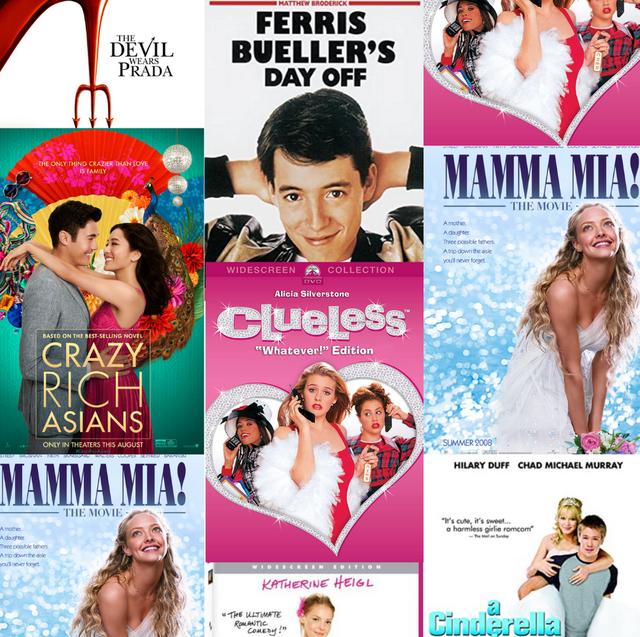 THE
DEVIL
WEARS
PRADA
THE ONLY THING CRAZIER THAN LOVE
IS FAMILY
BASED ON THE BEST-SELLING NOVEL
CRAZY
RICH
ASIANS
ONLY IN THEATERS THIS AUGUST
MAMMA MIA!
THE MOVIE
A mother.
A daughter.
Three possible fathers.
A trip down the aisle
you'll never forget.
MATTHEW BRODERICK
FERRIS
BUELLER'S
DAY OFF
WIDESCREEN DVD COLLECTION
Alicia Silverstone
CLUELESS
"Whatever!" Edition
WIDESCREEN EDITION
KATHERINE HEIGL
"THE ULTIMATE
ROMANTIC
COMEDY!"
MAMMA MIA!
THE MOVIE
A mother.
A daughter.
Three possible fathers.
A trip down the aisle
you'll never forget.
SUMMER 2008
HILARY DUFF CHAD MICHAEL MURRAY
"It's cute, it's sweet...
a harmless girlie romcom"
— The Mail on Sunday
a
Cinderella